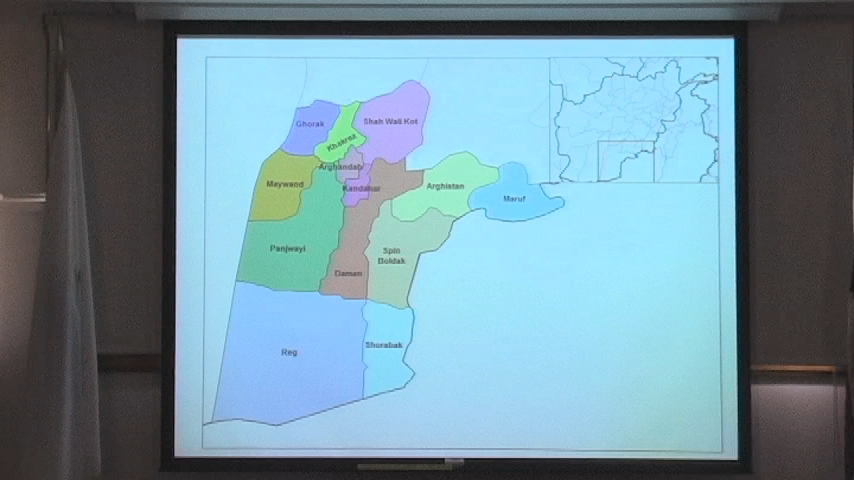 Ghorak
Shah Wali Kot
Khakrez
Arghandab
Maywand
Kandahar
Arghistan
Maruf
Panjwayi
Spin
Boldak
Daman
Shorabak
Reg